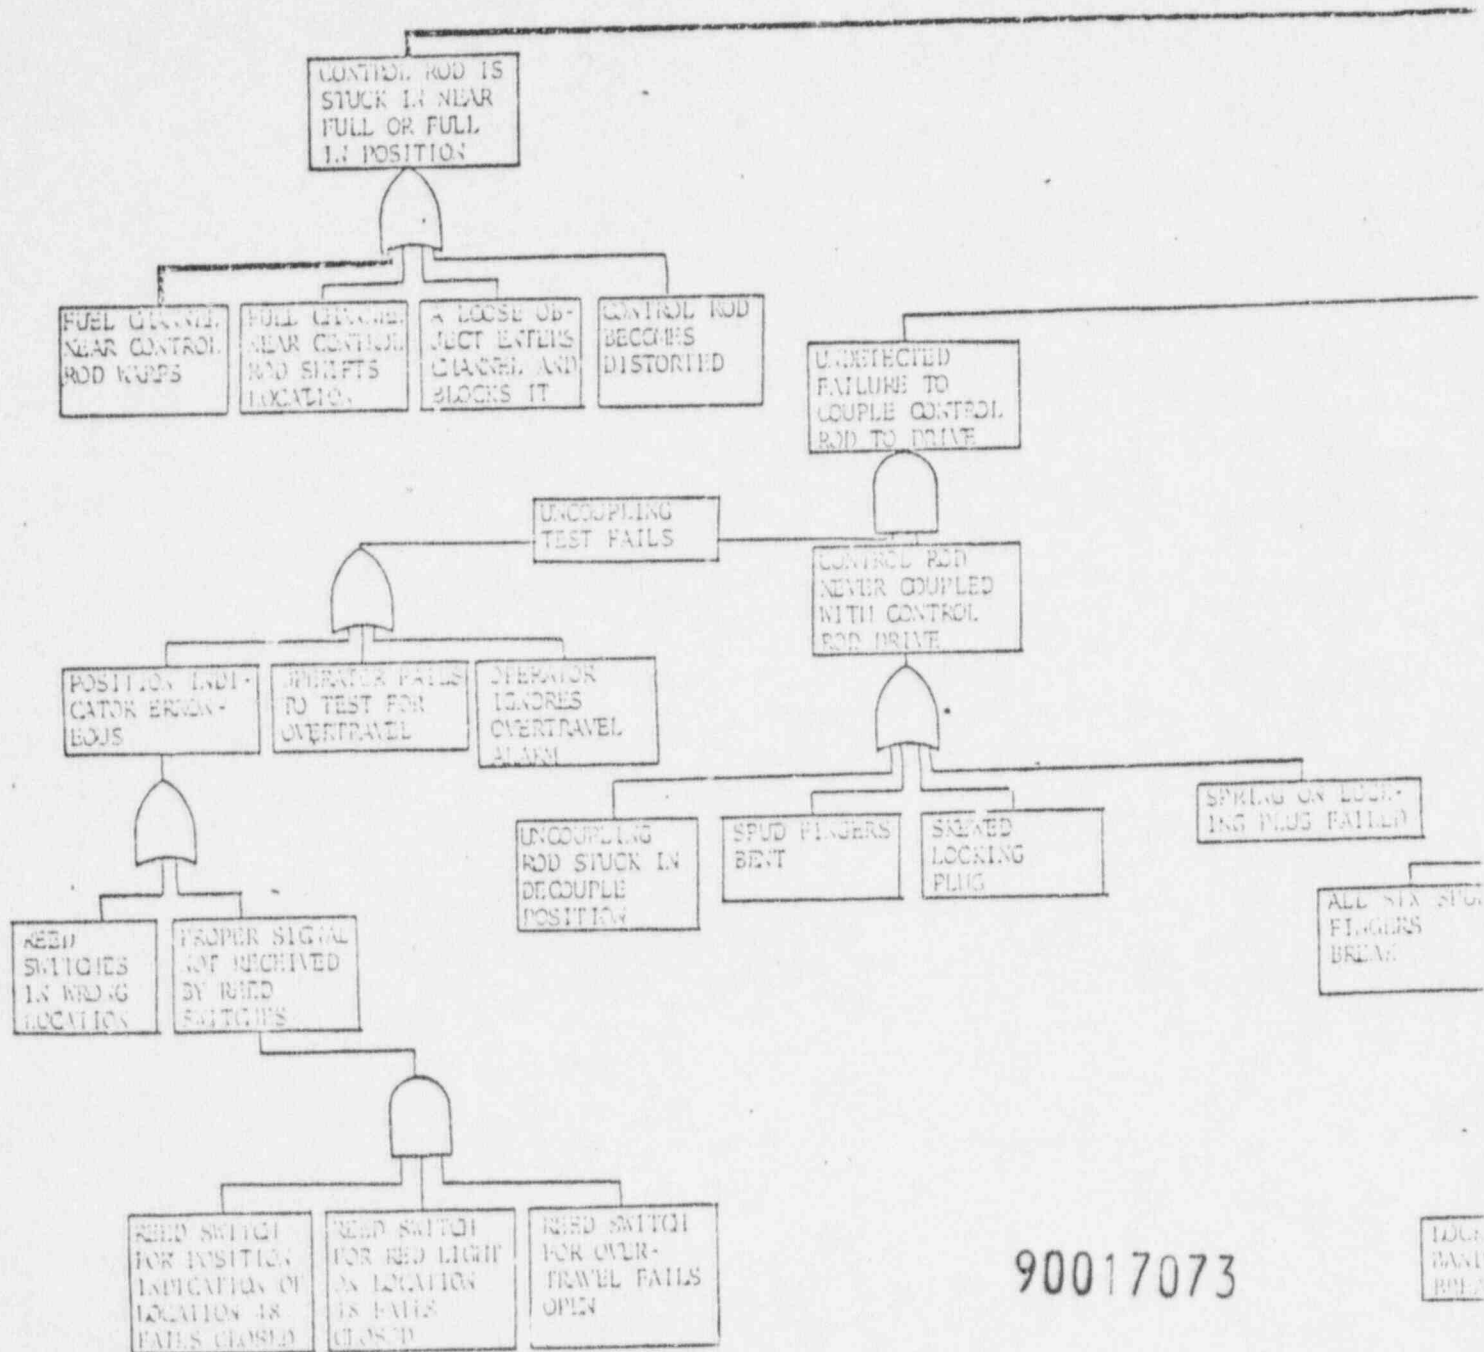 CONTROL ROD IS
STUCK IN NEAR
FULL OR FULL
IN POSITION
FUEL CHANNEL
NEAR CONTROL
ROD WARPS
FULL CHANNEL
NEAR CONTROL
ROD SHIFTS
LOCATION
A LOOSE OB-
JECT ENTERS
CHANNEL AND
BLOCKS IT
CONTROL ROD
BECOMES
DISTORTED
UNDETECTED
FAILURE TO
COUPLE CONTROL
ROD TO DRIVE
UNCOUPLING
TEST FAILS
CONTROL ROD
NEVER COUPLED
WITH CONTROL
ROD DRIVE
POSITION INDI-
CATOR ERRON-
EOUS
OPERATOR FAILS
TO TEST FOR
OVERTRAVEL
OPERATOR
IGNORES
OVERTRAVEL
ALARM
UNCOUPLING
ROD STUCK IN
DECOUPLE
POSITION
SPUD FINGERS
BENT
SKEWED
LOCKING
PLUG
SPRING ON LOCK-
ING PLUG FAILED
ALL SIX SPUD
FINGERS
BREAK
REED
SWITCHES
IN WRONG
LOCATION
PROPER SIGNAL
NOT RECEIVED
BY REED
SWITCHES
REED SWITCH
FOR POSITION
INDICATION OF
LOCATION 48
FAILS CLOSED
REED SWITCH
FOR RED LIGHT
ON LOCATION
48 FAILS
CLOSED
REED SWITCH
FOR OVER-
TRAVEL FAILS
OPEN
90017073
LOCK